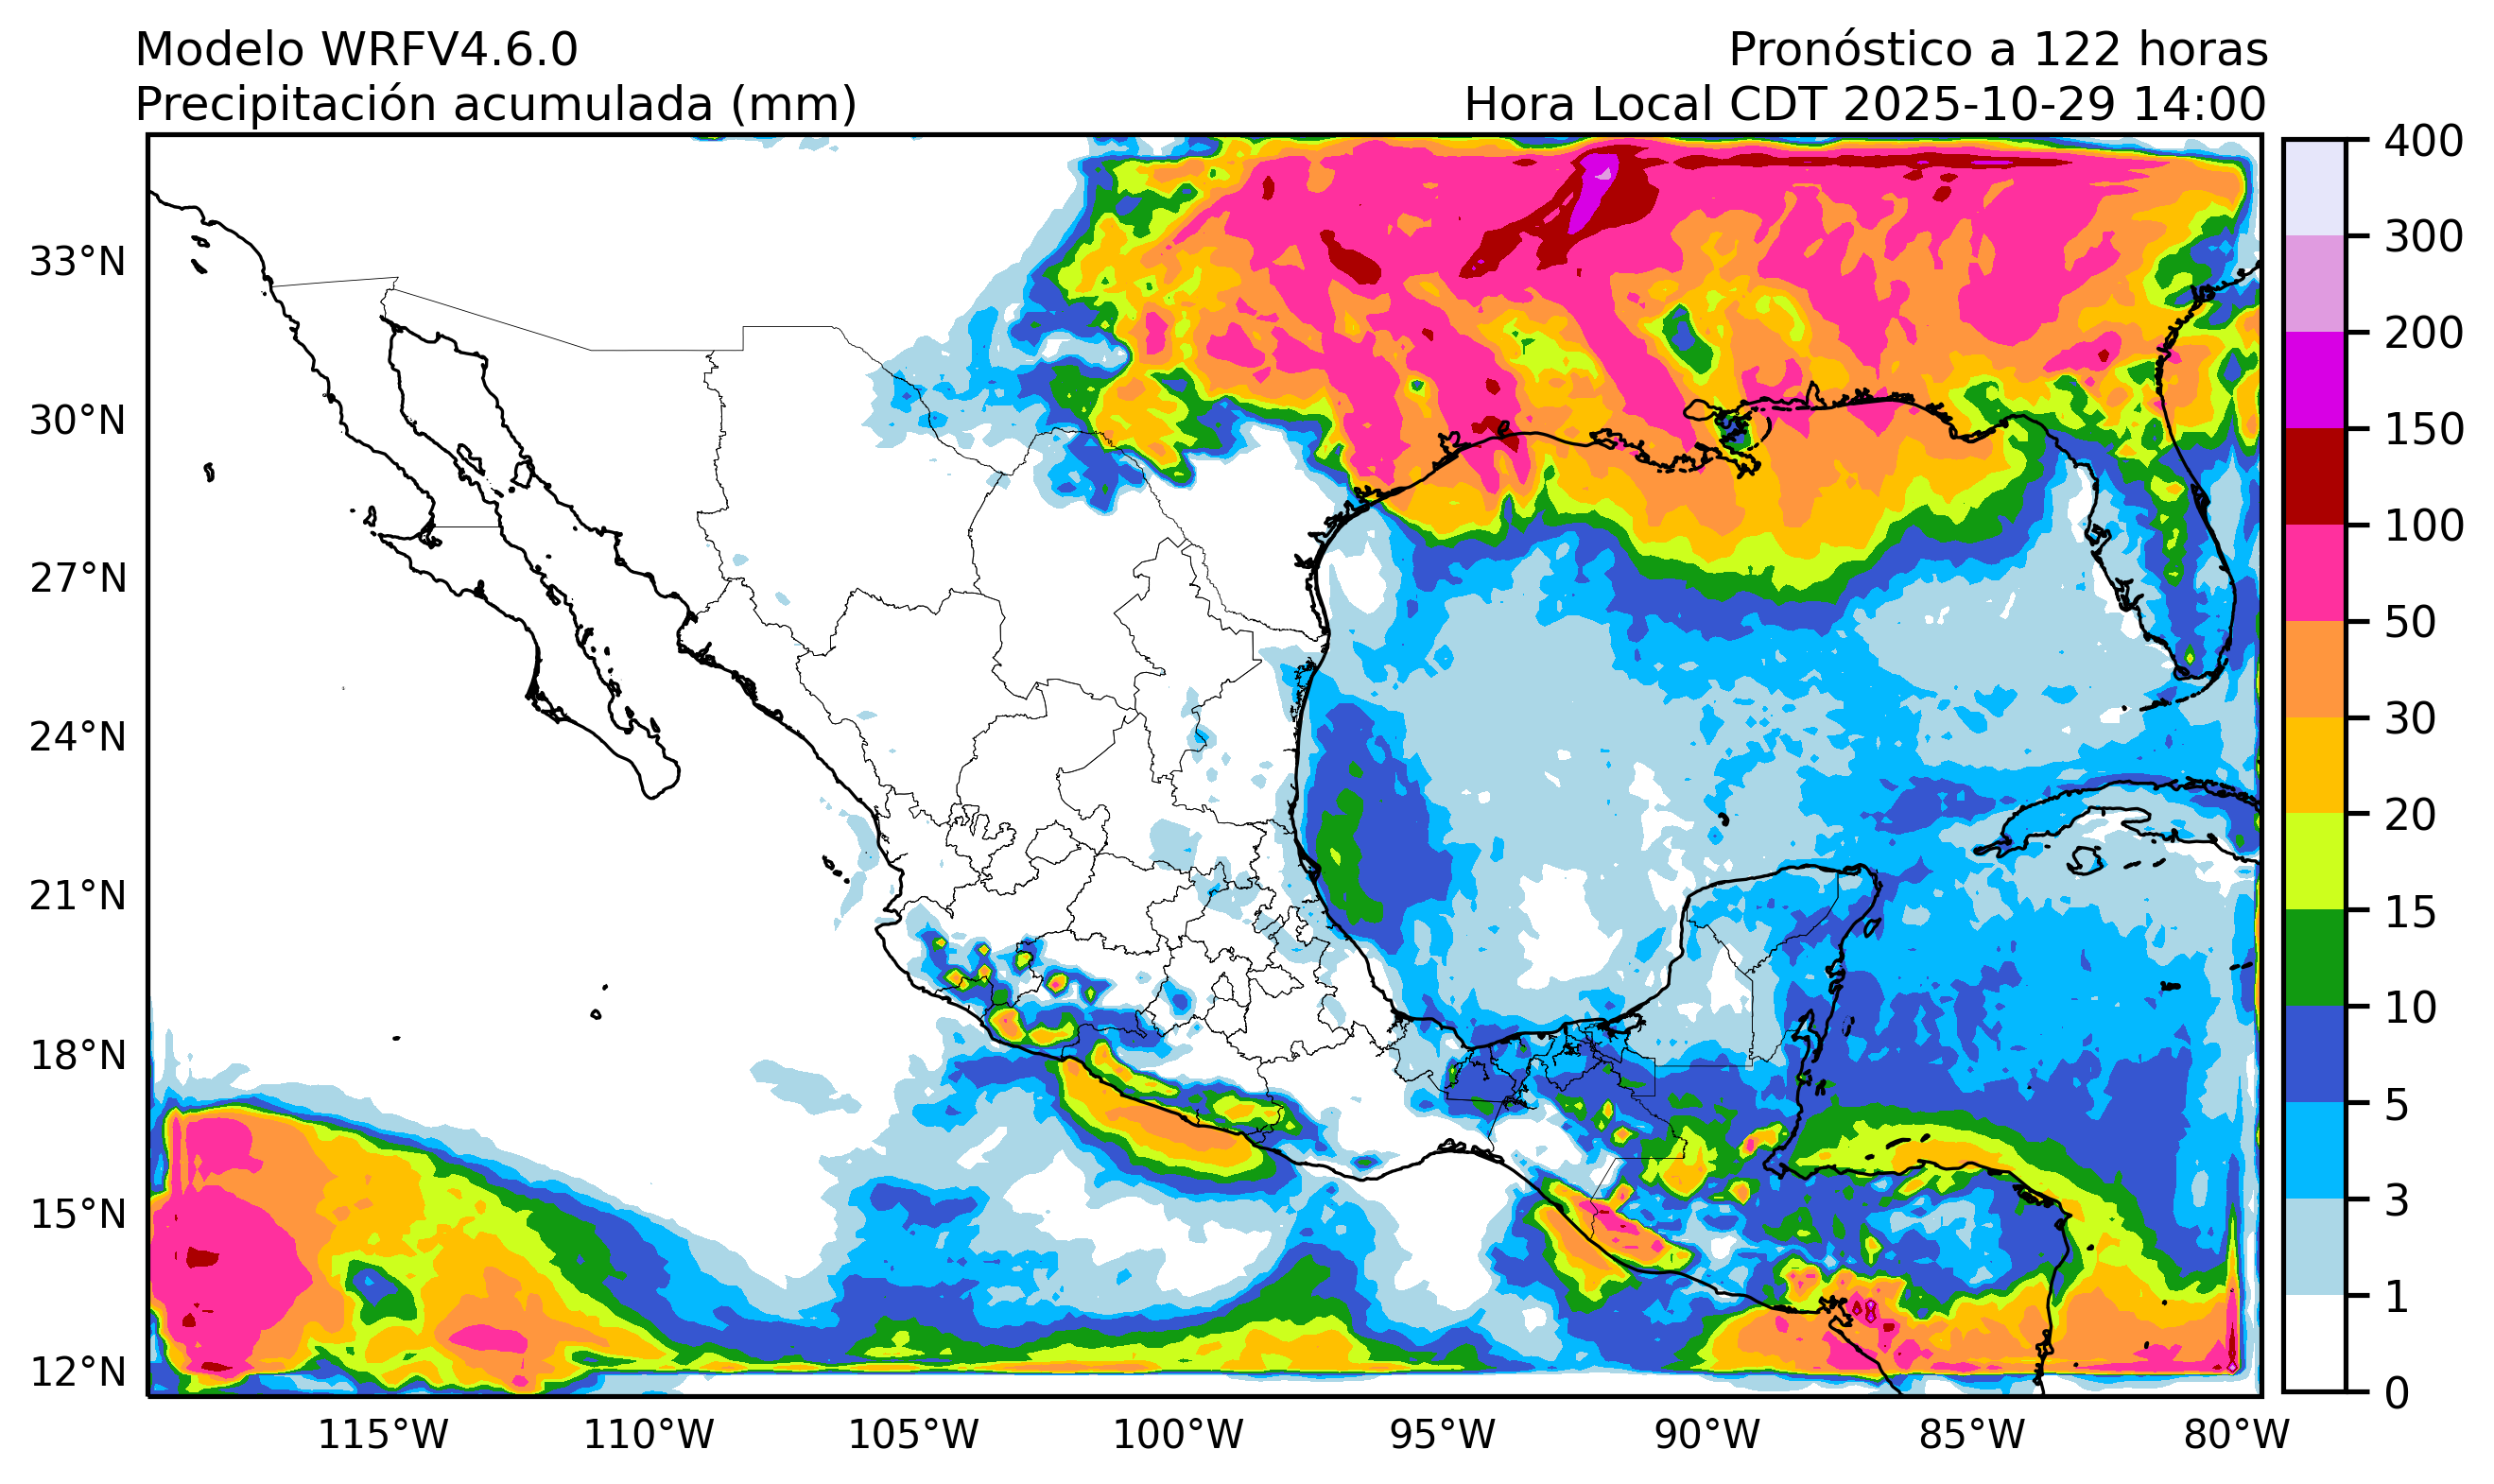 Modelo WRFV4.6.0
Pronóstico a 122 horas
Precipitación acumulada (mm)
Hora Local CDT 2025-10-29 14:00
33°N
30°N
27°N
24°N
21°N
18°N
15°N
12°N
115°W
110°W
105°W
100°W
95°W
90°W
85°W
80°W
400
300
200
150
100
50
30
20
15
10
5
3
1
0